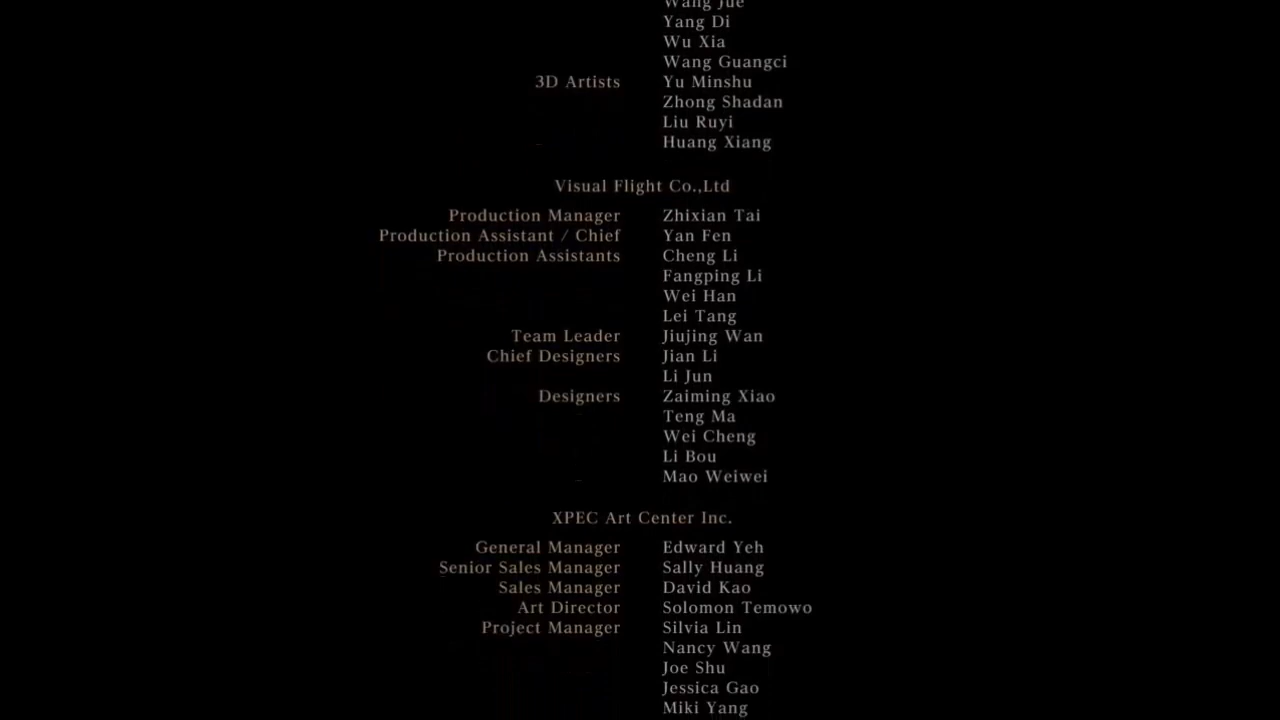 Wang Jue
Yang Di
Wu Xia
Wang Guangci
3D Artists Yu Minshu
Zhong Shadan
Liu Ruyi
Huang Xiang
Visual Flight Co.,Ltd
Production Manager Zhixian Tai
Production Assistant / Chief Yan Fen
Production Assistants Cheng Li
Fangping Li
Wei Han
Lei Tang
Team Leader Jiujing Wan
Chief Designers Jian Li
Li Jun
Designers Zaiming Xiao
Teng Ma
Wei Cheng
Li Bou
Mao Weiwei
XPEC Art Center Inc.
General Manager Edward Yeh
Senior Sales Manager Sally Huang
Sales Manager David Kao
Art Director Solomon Temowo
Project Manager Silvia Lin
Nancy Wang
Joe Shu
Jessica Gao
Miki Yang